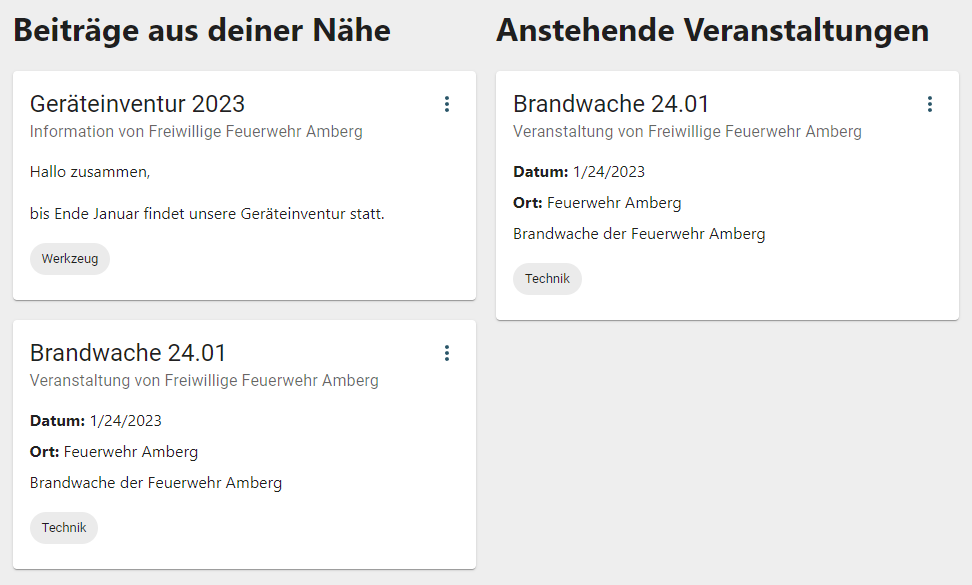 Beiträge aus deiner Nähe
Geräteinventur 2023
Information von Freiwillige Feuerwehr Amberg
Hallo zusammen,
bis Ende Januar findet unsere Geräteinventur statt.
Werkzeug
Brandwache 24.01
Veranstaltung von Freiwillige Feuerwehr Amberg
Datum: 1/24/2023
Ort: Feuerwehr Amberg
Brandwache der Feuerwehr Amberg
Technik
Anstehende Veranstaltungen
Brandwache 24.01
Veranstaltung von Freiwillige Feuerwehr Amberg
Datum: 1/24/2023
Ort: Feuerwehr Amberg
Brandwache der Feuerwehr Amberg
Technik